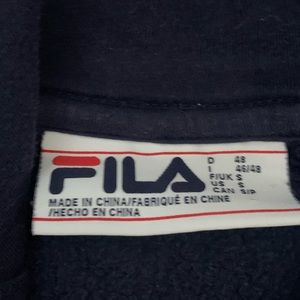 FILA
D 48
I 46/48
F/UK S
US S
CAN S/P
MADE IN CHINA/FABRIQUÉ EN CHINE
/HECHO EN CHINA